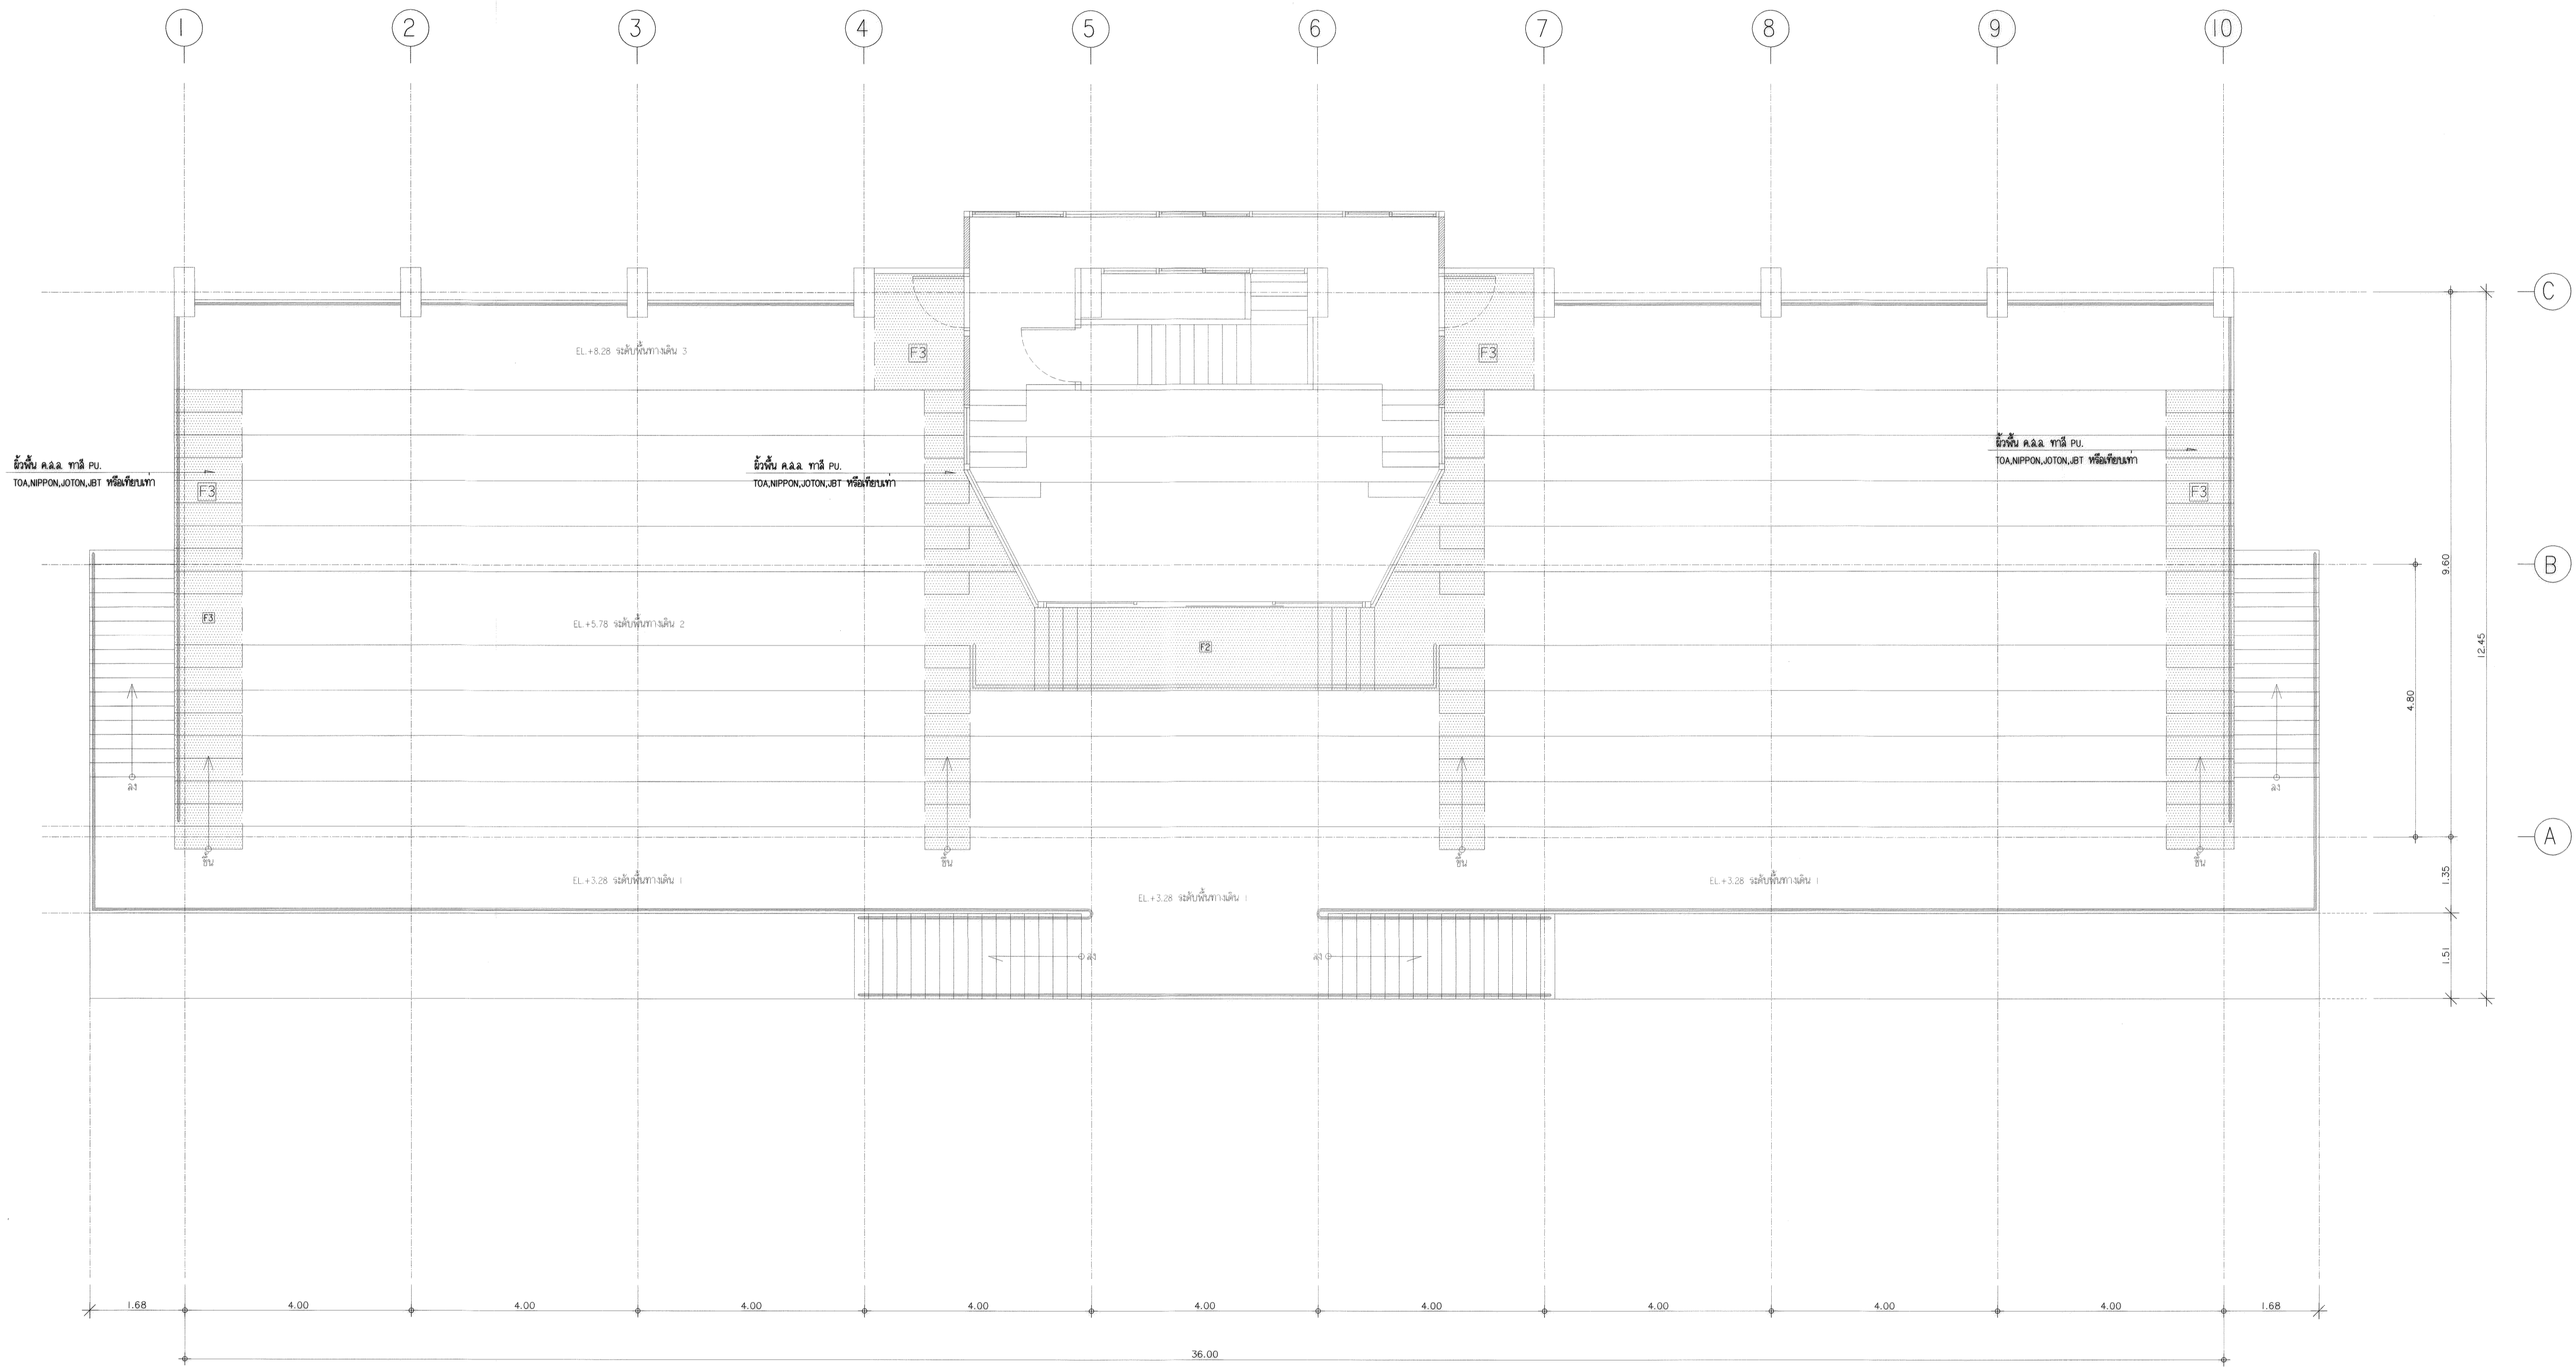 1 2 3 4 5 6 7 8 9 10
C
EL.+8.28 ระดับพื้นทางเดิน 3
F3
F3
ผิวพื้น ค.ส.ล. ทาสี PU.
TOA,NIPPON,JOTON,JBT หรือเทียบเท่า
F3
ผิวพื้น ค.ส.ล. ทาสี PU.
TOA,NIPPON,JOTON,JBT หรือเทียบเท่า
ผิวพื้น ค.ส.ล. ทาสี PU.
TOA,NIPPON,JOTON,JBT หรือเทียบเท่า
F3
B
9.60
F3
EL.+5.78 ระดับพื้นทางเดิน 2
F2
12.45
4.80
ลง
ลง
A
ขึ้น
ขึ้น
ขึ้น
ขึ้น
EL.+3.28 ระดับพื้นทางเดิน 1
EL.+3.28 ระดับพื้นทางเดิน 1
EL.+3.28 ระดับพื้นทางเดิน 1
1.35
ลง
ลง
1.51
1.68 4.00 4.00 4.00 4.00 4.00 4.00 4.00 4.00 4.00 1.68
36.00